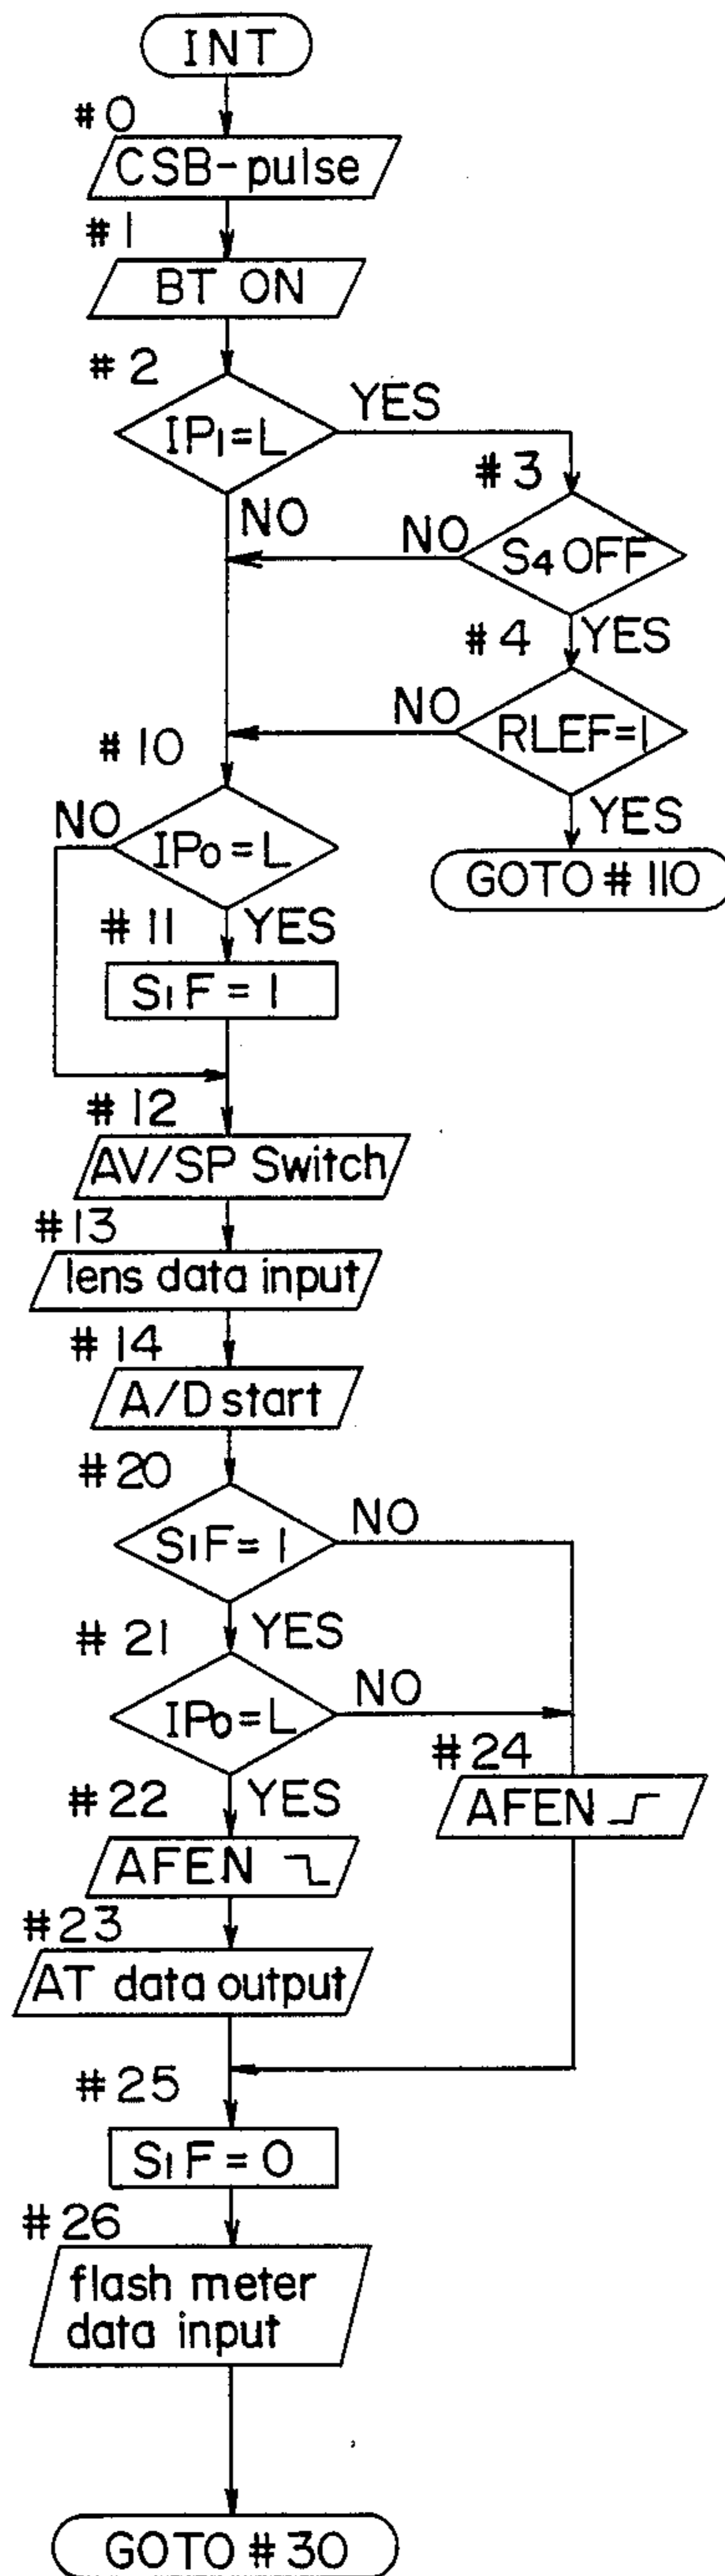 INT
#0
CSB-pulse
#1
BT ON
#2
IP1=L
YES
NO
#3
S4 OFF
NO
YES
#4
RLEF=1
NO
YES
GOTO #110
#10
IP0=L
NO
YES
#11
S1F=1
#12
AV/SP Switch
#13
lens data input
#14
A/D start
#20
S1F=1
NO
YES
#21
IP0=L
NO
YES
#24
AFEN
#22
AFEN
#23
AT data output
#25
S1F=0
#26
flash meter
data input
GOTO #30